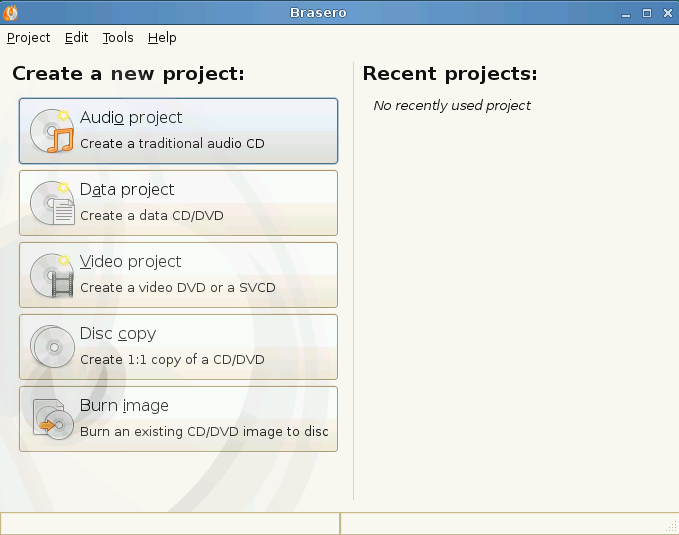 Brasero
Project Edit Tools Help
Create a new project:
Audio project
Create a traditional audio CD
Data project
Create a data CD/DVD
Video project
Create a video DVD or a SVCD
Disc copy
Create 1:1 copy of a CD/DVD
Burn image
Burn an existing CD/DVD image to disc
Recent projects:
No recently used project